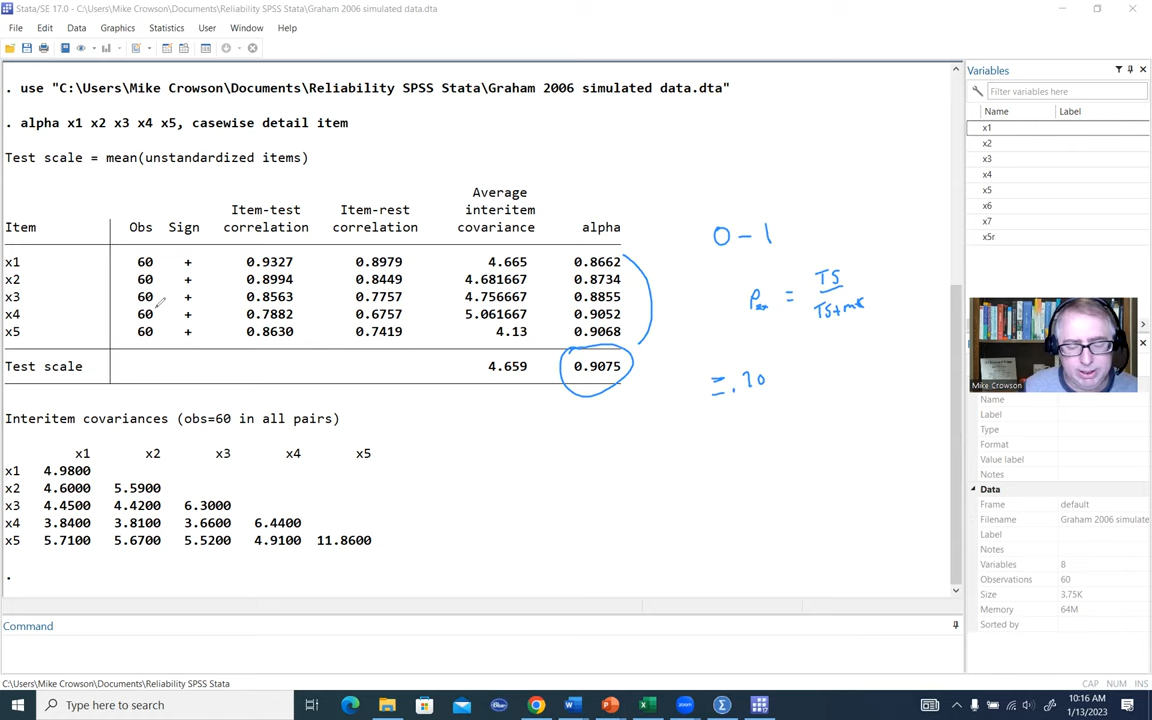 Stata/SE 17.0 - C:\Users\Mike Crowson\Documents\Reliability SPSS Stata\Graham 2006 simulated data.dta
File Edit Data Graphics Statistics User Window Help
. use "C:\Users\Mike Crowson\Documents\Reliability SPSS Stata\Graham 2006 simulated data.dta"
. alpha x1 x2 x3 x4 x5, casewise detail item
Test scale = mean(unstandardized items)
Average
Item-test Item-rest interitem
Item Obs Sign correlation correlation covariance alpha
x1 60 + 0.9327 0.8979 4.665 0.8662
x2 60 + 0.8994 0.8449 4.681667 0.8734
x3 60 + 0.8563 0.7757 4.756667 0.8855
x4 60 + 0.7882 0.6757 5.061667 0.9052
x5 60 + 0.8630 0.7419 4.13 0.9068
Test scale 4.659 0.9075
0 - 1
= TS
≥ .70
Interitem covariances (obs=60 in all pairs)
x1 x2 x3 x4 x5
x1 4.9800
x2 4.6000 5.5900
x3 4.4500 4.4200 6.3000
x4 3.8400 3.8100 3.6600 6.4400
x5 5.7100 5.6700 5.5200 4.9100 11.8600
.
Command
C:\Users\Mike Crowson\Documents\Reliability SPSS Stata
Variables
Filter variables here
Name Label
x1
x2
x3
x4
x5
x6
x7
x5r
Mike Crowson
Name
Label
Type
Format
Value label
Notes
Data
Frame default
Filename Graham 2006 simulate
Label
Notes
Variables 8
Observations 60
Size 3.75K
Memory 64M
Sorted by
CAP NUM INS
Type here to search
10:16 AM
1/13/2023